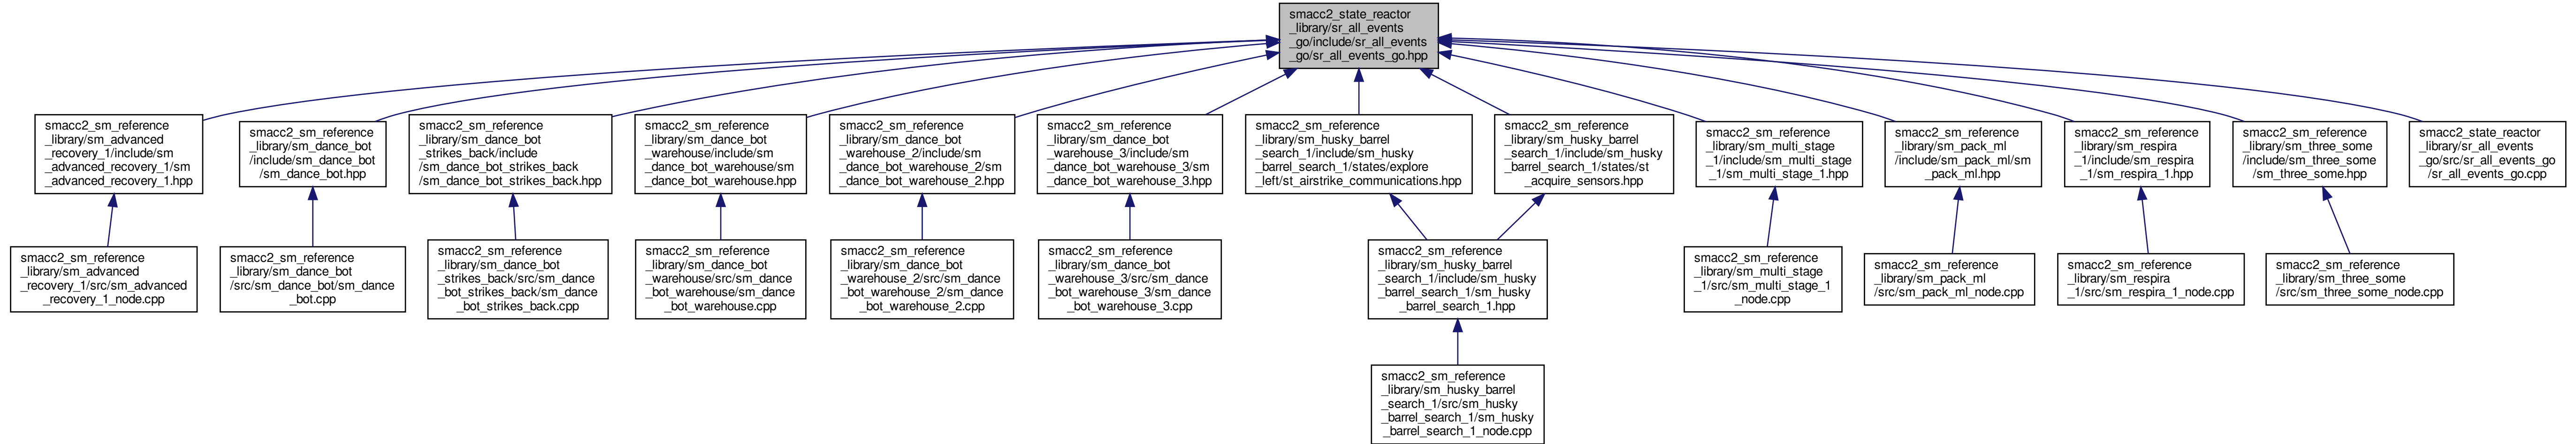 smacc2_state_reactor
_library/sr_all_events
_go/include/sr_all_events
_go/sr_all_events_go.hpp
smacc2_sm_reference
_library/sm_advanced
_recovery_1/include/sm
_advanced_recovery_1/sm
_advanced_recovery_1.hpp
smacc2_sm_reference
_library/sm_dance_bot
/include/sm_dance_bot
/sm_dance_bot.hpp
smacc2_sm_reference
_library/sm_dance_bot
_strikes_back/include
/sm_dance_bot_strikes
_back/sm_dance_bot_strikes_back.hpp
smacc2_sm_reference
_library/sm_dance_bot
_warehouse/include/sm
_dance_bot_warehouse/sm
_dance_bot_warehouse.hpp
smacc2_sm_reference
_library/sm_dance_bot
_warehouse_2/include/sm
_dance_bot_warehouse_2/sm
_dance_bot_warehouse_2.hpp
smacc2_sm_reference
_library/sm_dance_bot
_warehouse_3/include/sm
_dance_bot_warehouse_3/sm
_dance_bot_warehouse_3.hpp
smacc2_sm_reference
_library/sm_husky_barrel
_search_1/include/sm_husky
_barrel_search_1/states/explore
_left/st_airstrike_communications.hpp
smacc2_sm_reference
_library/sm_husky_barrel
_search_1/include/sm_husky
_barrel_search_1/states/st
_acquire_sensors.hpp
smacc2_sm_reference
_library/sm_multi_stage
_1/include/sm_multi_stage
_1/sm_multi_stage_1.hpp
smacc2_sm_reference
_library/sm_pack_ml
/include/sm_pack_ml/sm
_pack_ml.hpp
smacc2_sm_reference
_library/sm_respira
_1/include/sm_respira
_1/sm_respira_1.hpp
smacc2_sm_reference
_library/sm_three_some
/include/sm_three_some
/sm_three_some.hpp
smacc2_state_reactor
_library/sr_all_events
_go/src/sr_all_events_go
/sr_all_events_go.cpp
smacc2_sm_reference
_library/sm_advanced
_recovery_1/src/sm_advanced
_recovery_1_node.cpp
smacc2_sm_reference
_library/sm_dance_bot
/src/sm_dance_bot/sm_dance
_bot.cpp
smacc2_sm_reference
_library/sm_dance_bot
_strikes_back/src/sm_dance
_bot_strikes_back/sm_dance
_bot_strikes_back.cpp
smacc2_sm_reference
_library/sm_dance_bot
_warehouse/src/sm_dance
_bot_warehouse/sm_dance
_bot_warehouse.cpp
smacc2_sm_reference
_library/sm_dance_bot
_warehouse_2/src/sm_dance
_bot_warehouse_2/sm_dance
_bot_warehouse_2.cpp
smacc2_sm_reference
_library/sm_dance_bot
_warehouse_3/src/sm_dance
_bot_warehouse_3/sm_dance
_bot_warehouse_3.cpp
smacc2_sm_reference
_library/sm_husky_barrel
_search_1/include/sm_husky
_barrel_search_1/sm_husky
_barrel_search_1.hpp
smacc2_sm_reference
_library/sm_multi_stage
_1/src/sm_multi_stage_1
_node.cpp
smacc2_sm_reference
_library/sm_pack_ml
/src/sm_pack_ml_node.cpp
smacc2_sm_reference
_library/sm_respira
_1/src/sm_respira_1_node.cpp
smacc2_sm_reference
_library/sm_three_some
/src/sm_three_some_node.cpp
smacc2_sm_reference
_library/sm_husky_barrel
_search_1/src/sm_husky
_barrel_search_1/sm_husky
_barrel_search_1_node.cpp